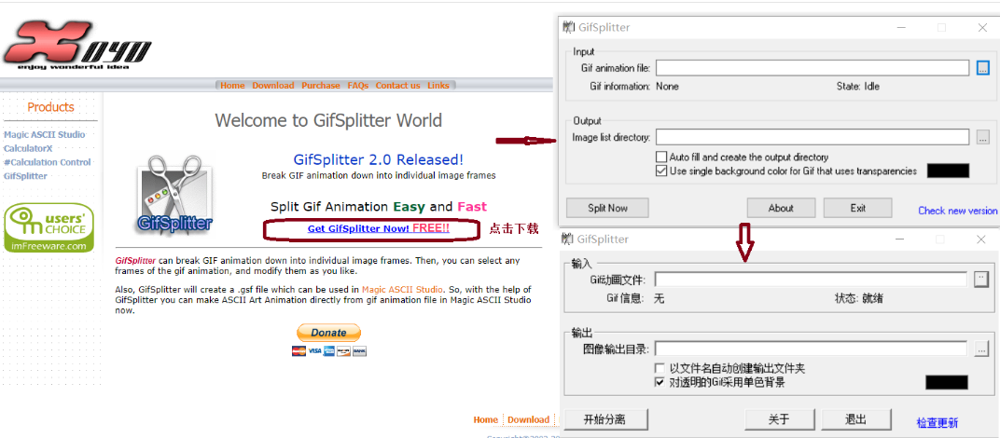 Xoyo
enjoy wonderful idea
Home Download Purchase FAQs Contact us Links
Products
Magic ASCII Studio
CalculatorX
#Calculation Control
GifSplitter
users'
CHOICE
imFreeware.com
Welcome to GifSplitter World
GifSplitter
GifSplitter 2.0 Released!
Break GIF animation down into individual image frames
Split Gif Animation Easy and Fast
Get GifSplitter Now! FREE!!
点击下载
GifSplitter can break GIF animation down into individual image frames. Then, you can select any
frames of the gif animation, and modify them as you like.
Also, GifSplitter will create a .gsf file which can be used in Magic ASCII Studio. So, with the help of
GifSplitter you can make ASCII Art Animation directly from gif animation file in Magic ASCII Studio
now.
Donate
VISA
BANK
Home Download
GifSplitter
Input
Gif animation file:
...
Gif information: None
State: Idle
Output
Image list directory:
...
Auto fill and create the output directory
Use single background color for Gif that uses transparencies
Split Now
About
Exit
Check new version
GifSplitter
输入
Gif动画文件:
Gif信息: 无
状态: 就绪
输出
图像输出目录:
...
以文件名自动创建输出文件夹
对透明的Gif采用单色背景
开始分离
关于
退出
检查更新